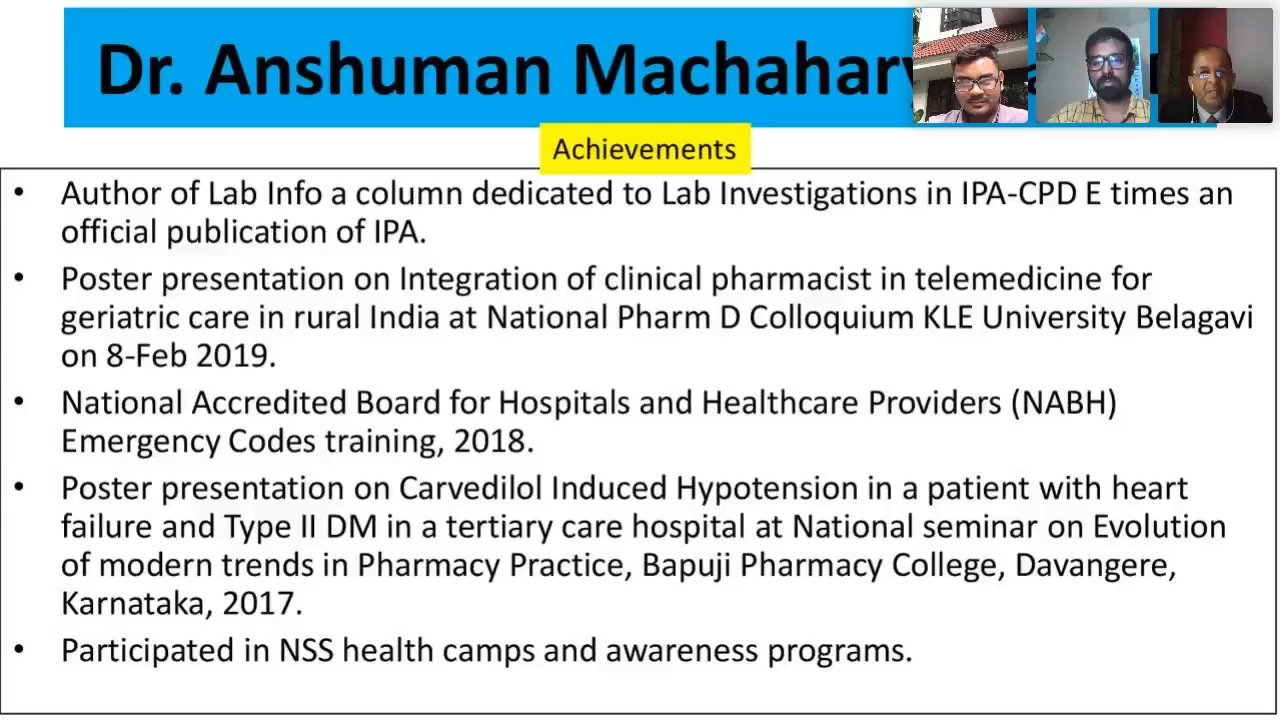 Dr. Anshuman
Achievements
• Author of Lab Info a column dedicated to Lab Investigations in IPA-CPD E times an
official publication of IPA.
• Poster presentation on Integration of clinical pharmacist in telemedicine for
geriatric care in rural India at National Pharm D Colloquium KLE University Belagavi
on 8-Feb 2019.
• National Accredited Board for Hospitals and Healthcare Providers (NABH)
Emergency Codes training, 2018.
• Poster presentation on Carvedilol Induced Hypotension in a patient with heart
failure and Type II DM in a tertiary care hospital at National seminar on Evolution
of modern trends in Pharmacy Practice, Bapuji Pharmacy College, Davangere,
Karnataka, 2017.
• Participated in NSS health camps and awareness programs.